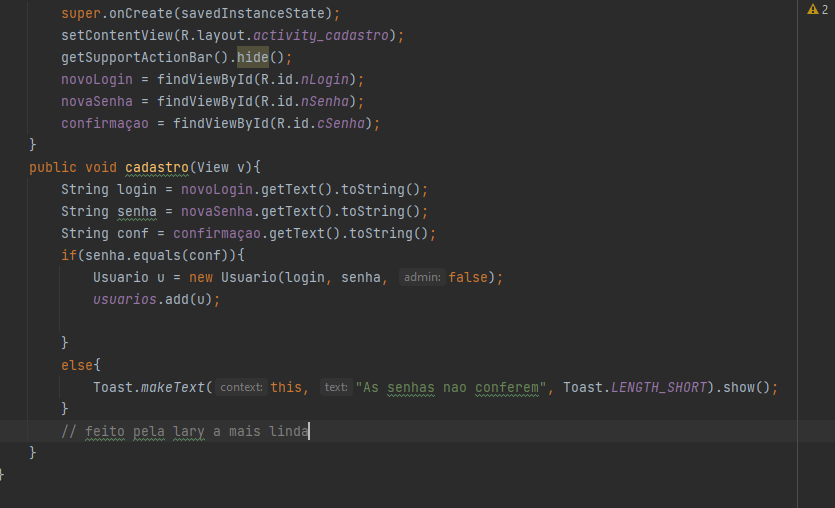 super.onCreate(savedInstanceState);
2
setContentView(R.layout.activity_cadastro);
getSupportActionBar().hide();
novoLogin = findViewById(R.id.nLogin);
novaSenha = findViewById(R.id.nSenha);
confirmaçao = findViewById(R.id.cSenha);
}
public void cadastro(View v){
String login = novoLogin.getText().toString();
String senha = novaSenha.getText().toString();
String conf = confirmaçao.getText().toString();
if(senha.equals(conf)){
Usuario u = new Usuario(login, senha, admin: false);
usuarios.add(u);
}
else{
Toast.makeText( context: this, text: "As senhas nao conferem", Toast.LENGTH_SHORT).show();
}
// feito pela lary a mais linda
}
}